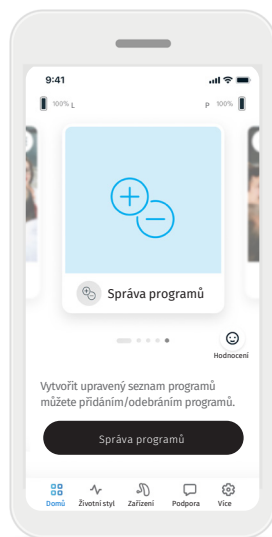 9:41
100% L
P 100%
Správa programů
Hodnocení
Vytvořit upravený seznam programů
můžete přidáním/odebráním programů.
Správa programů
Domů Životní styl Zařízení Podpora Více